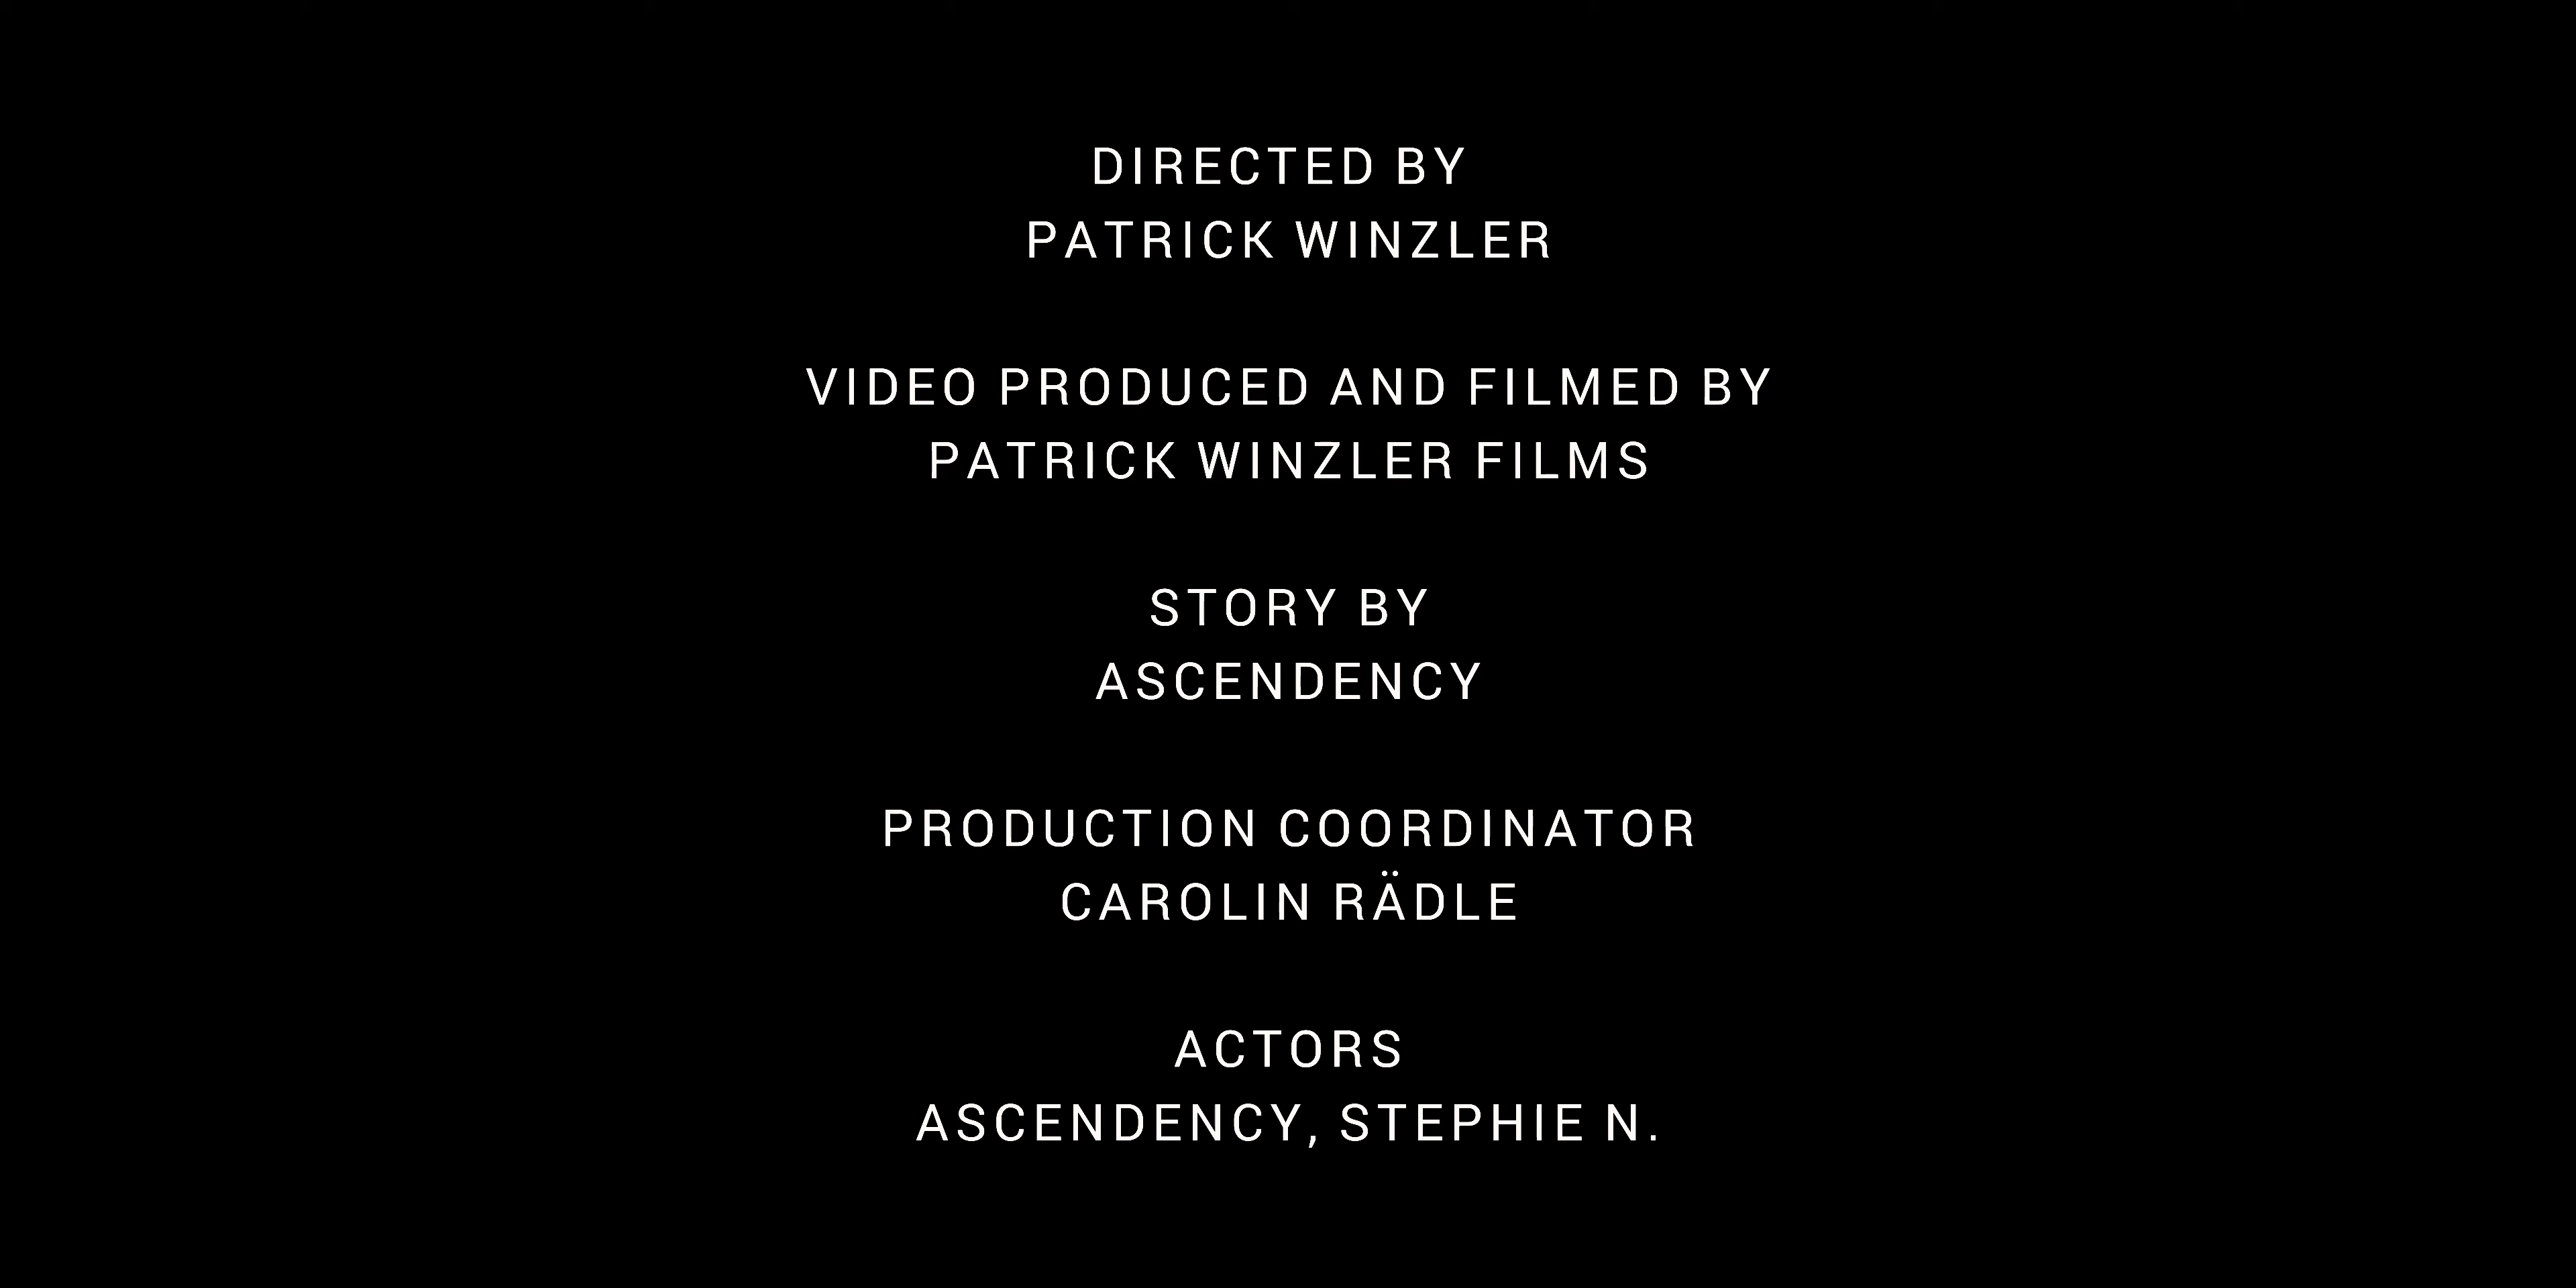 DIRECTED BY
PATRICK WINZLER
VIDEO PRODUCED AND FILMED BY
PATRICK WINZLER FILMS
STORY BY
ASCENDENCY
PRODUCTION COORDINATOR
CAROLIN RÄDLE
ACTORS
ASCENDENCY, STEPHIE N.